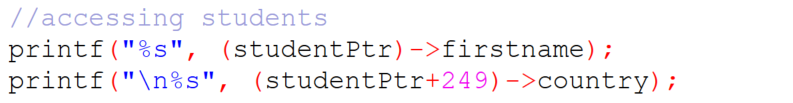 //accessing students
printf("%s", (studentPtr)->firstname);
printf("\n%s", (studentPtr+249)->country);